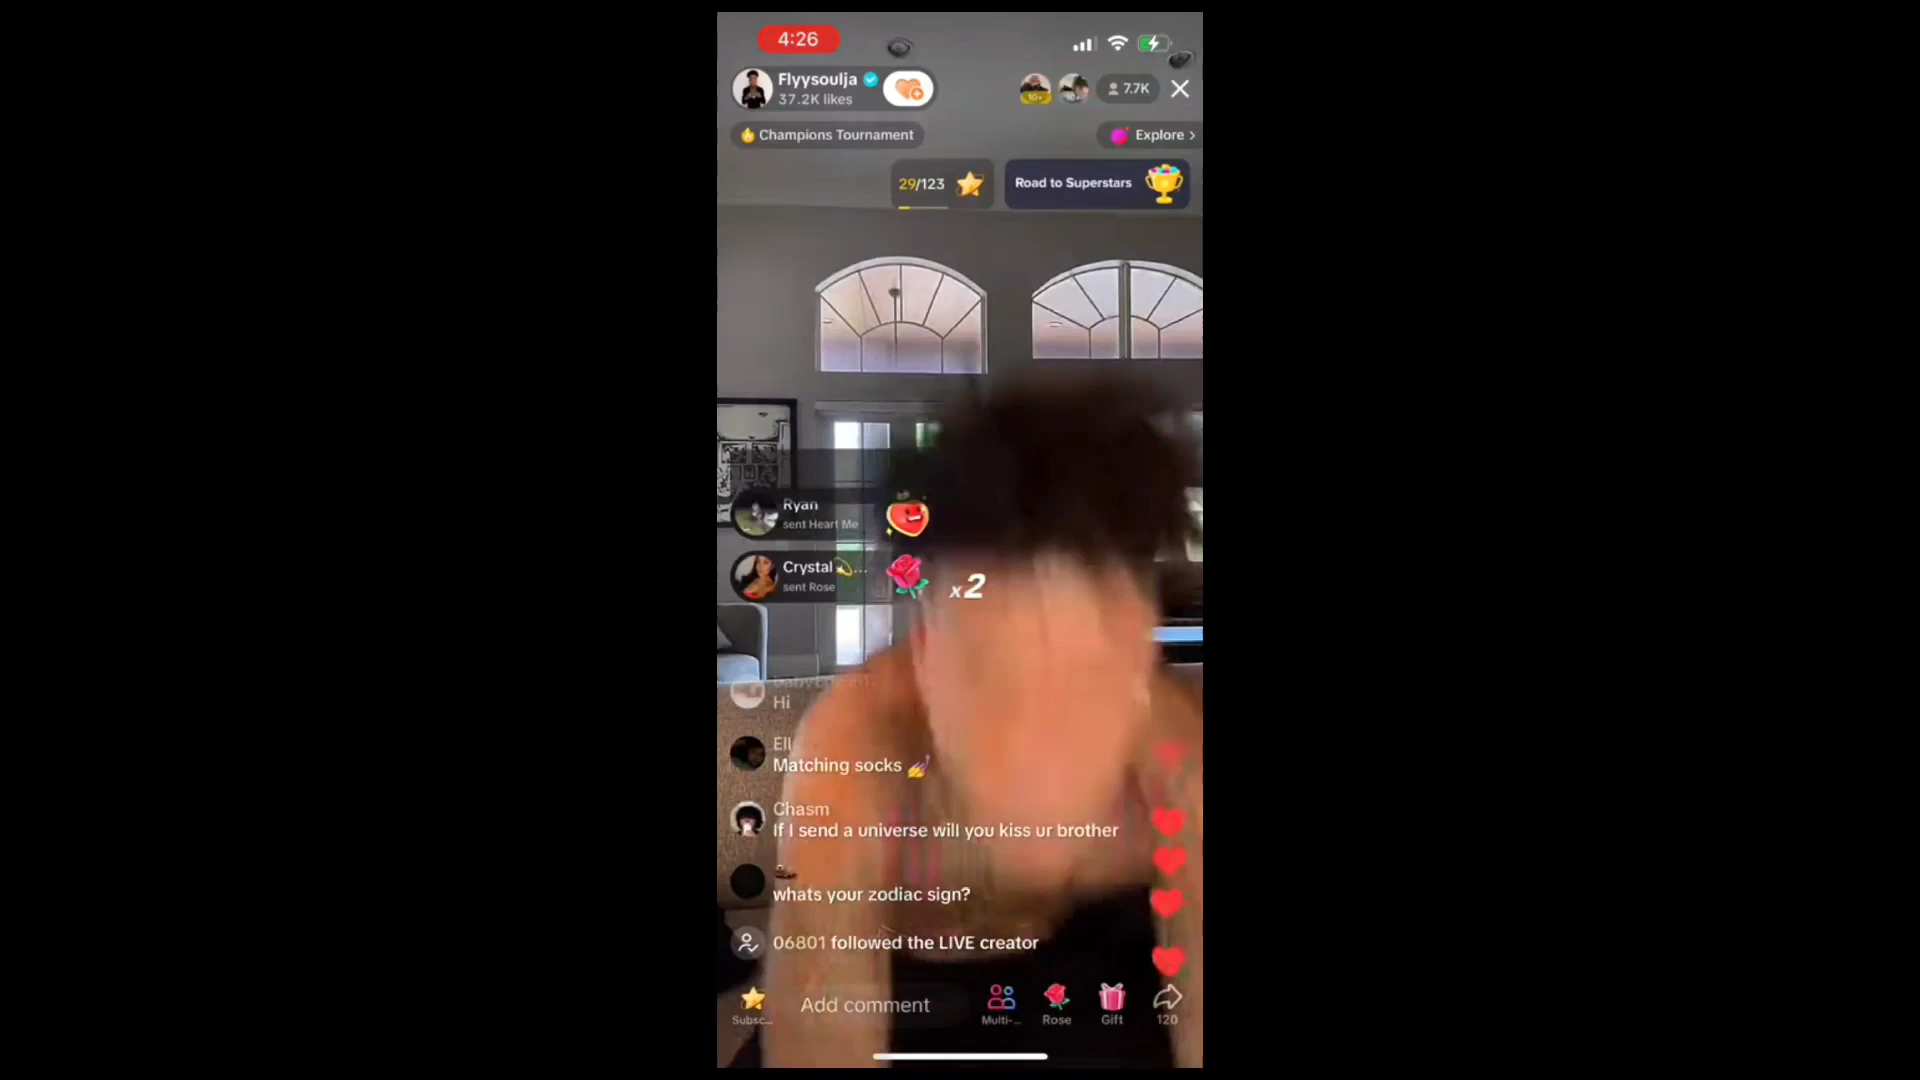 4:26
Flyysoulja
37.2K likes
7.7K
Champions Tournament
Explore >
29/123
Road to Superstars
Ryan
sent Heart Me
Crystal💫...
sent Rose
x2
Hi
Ell
Matching socks 💅
Chasm
If I send a universe will you kiss ur brother
whats your zodiac sign?
06801 followed the LIVE creator
Add comment
Subsc...
Multi-...
Rose
Gift
120